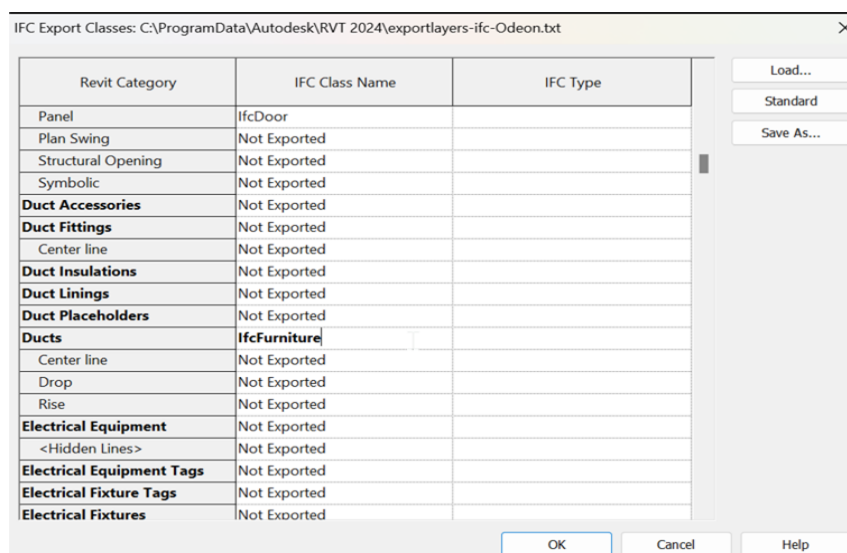 IFC Export Classes: C:\ProgramData\Autodesk\RVT 2024\exportlayers-ifc-Odeon.txt
Revit Category IFC Class Name IFC Type
Load...
Standard
Save As...
Panel IfcDoor
Plan Swing Not Exported
Structural Opening Not Exported
Symbolic Not Exported
Duct Accessories Not Exported
Duct Fittings Not Exported
Center line Not Exported
Duct Insulations Not Exported
Duct Linings Not Exported
Duct Placeholders Not Exported
Ducts IfcFurniture
Center line Not Exported
Drop Not Exported
Rise Not Exported
Electrical Equipment Not Exported
<Hidden Lines> Not Exported
Electrical Equipment Tags Not Exported
Electrical Fixture Tags Not Exported
Electrical Fixtures Not Exported
OK Cancel Help